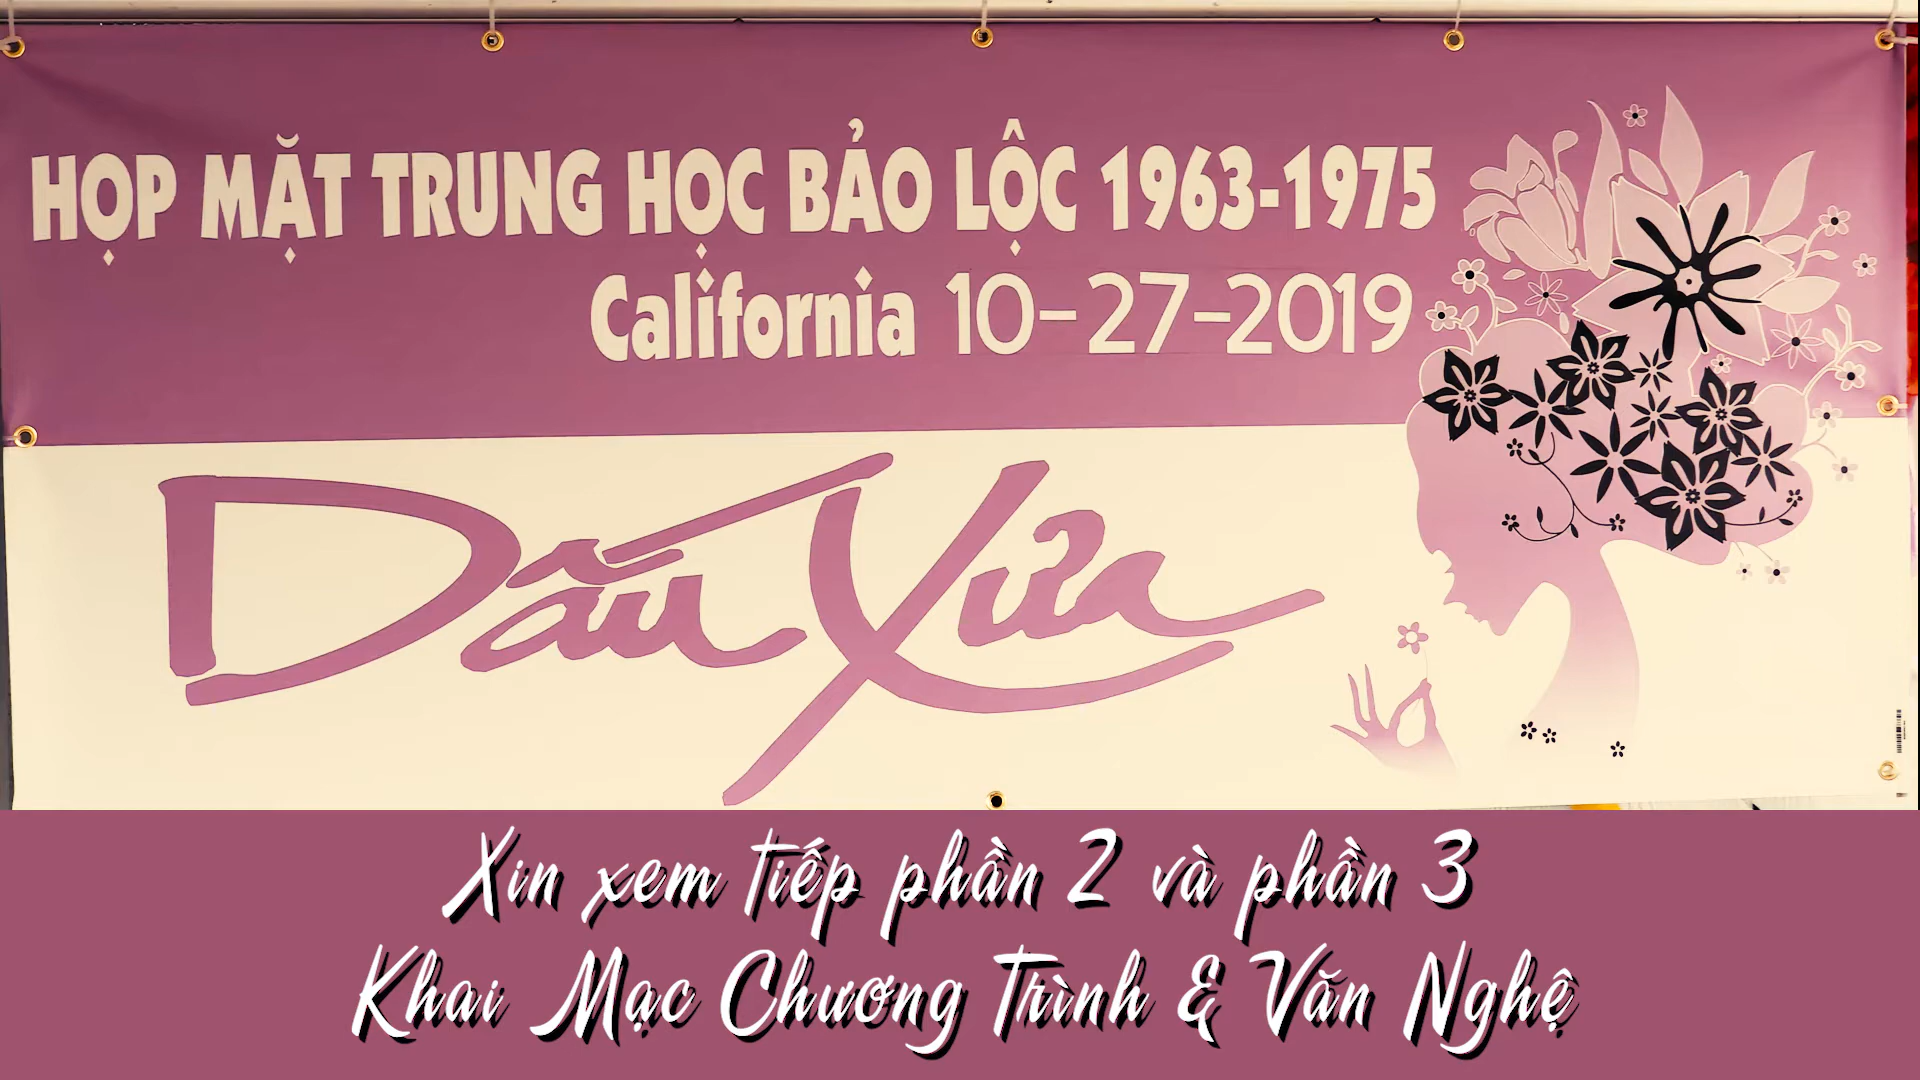 HỌP MẶT TRUNG HỌC BẢO LỘC 1963-1975
California 10-27-2019
Dấu Xưa
Xin xem tiếp phần 2 và phần 3
Khai Mạc Chương Trình & Văn Nghệ